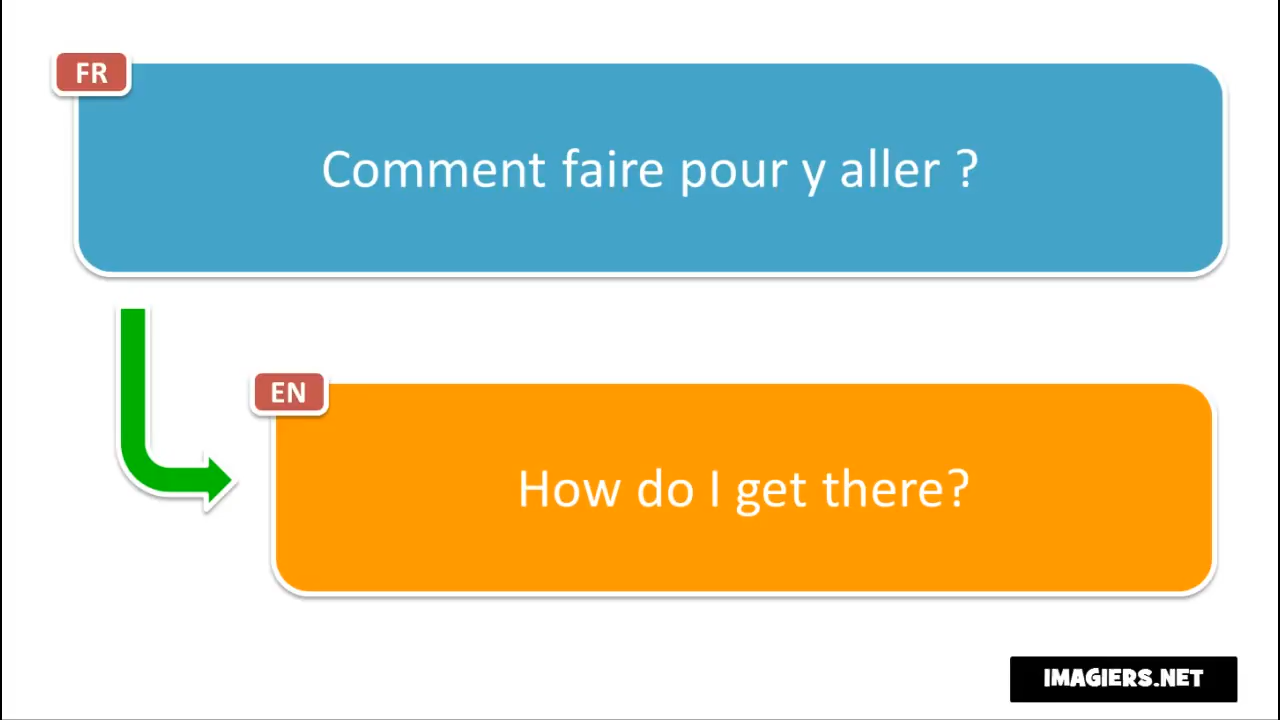 FR
Comment faire pour y aller ?
EN
How do I get there?
IMAGIERS.NET